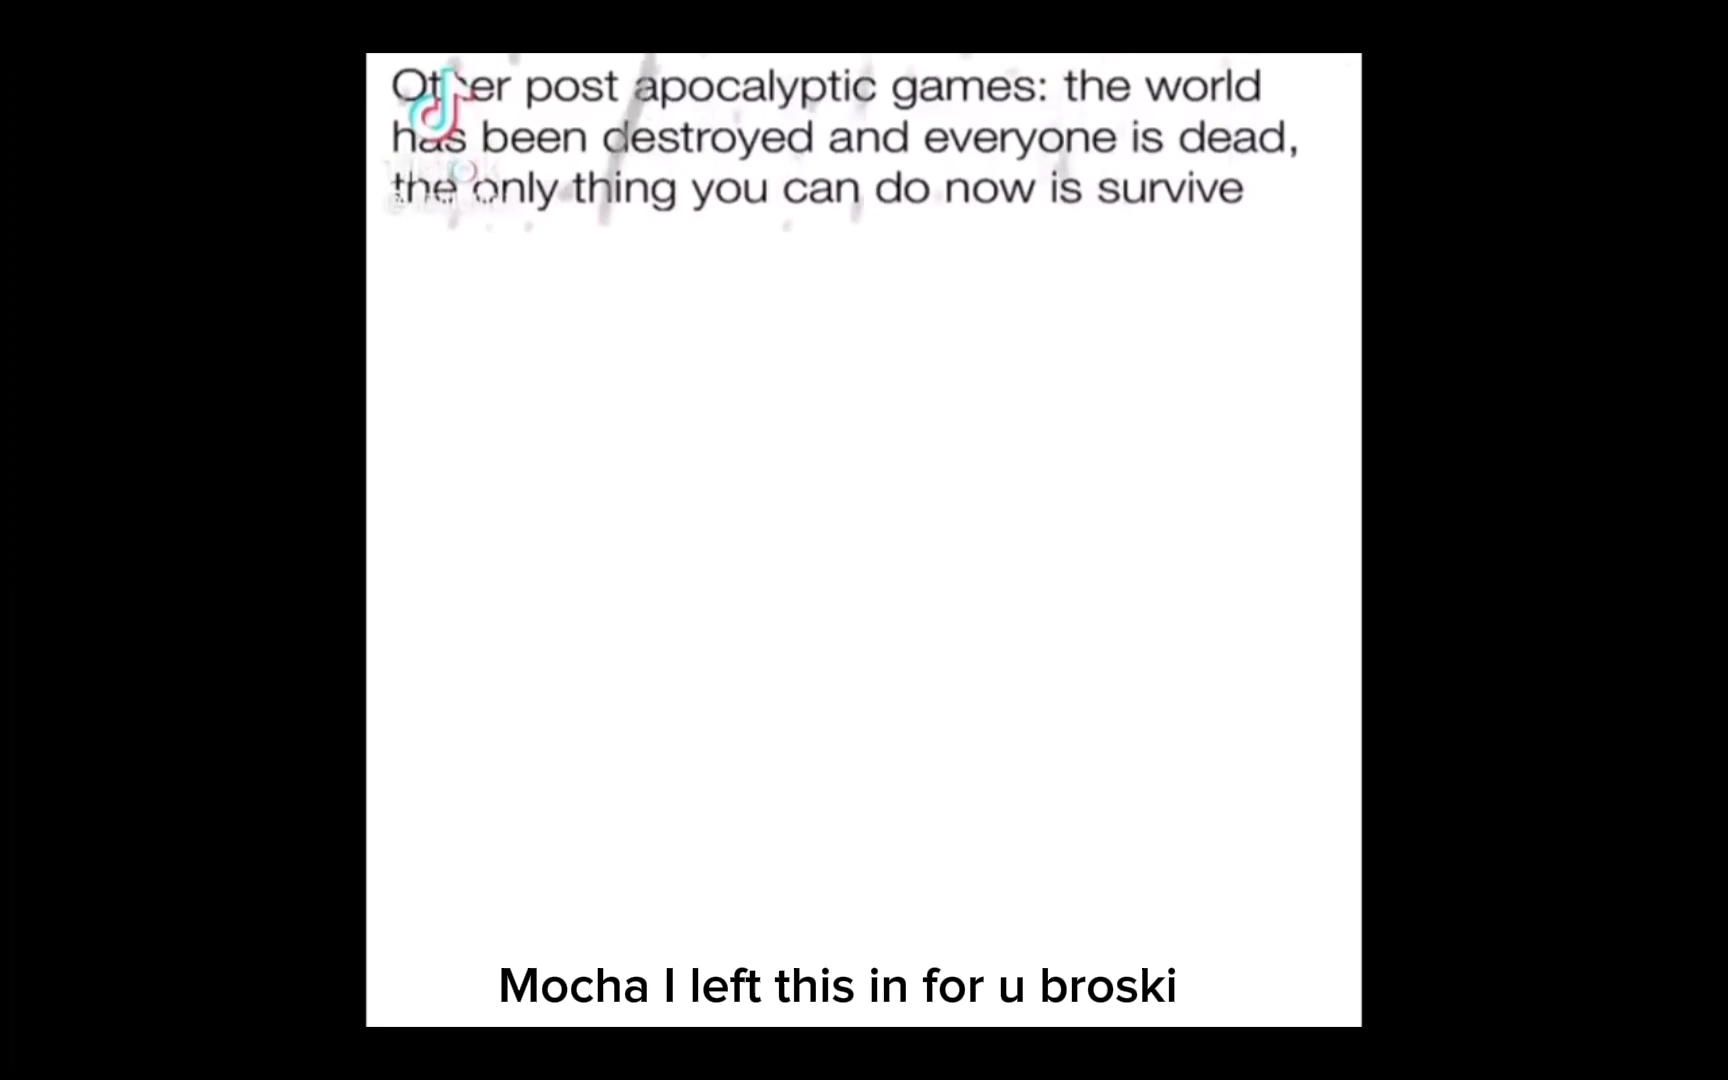 Other post apocalyptic games: the world
has been destroyed and everyone is dead,
the only thing you can do now is survive
Mocha I left this in for u broski